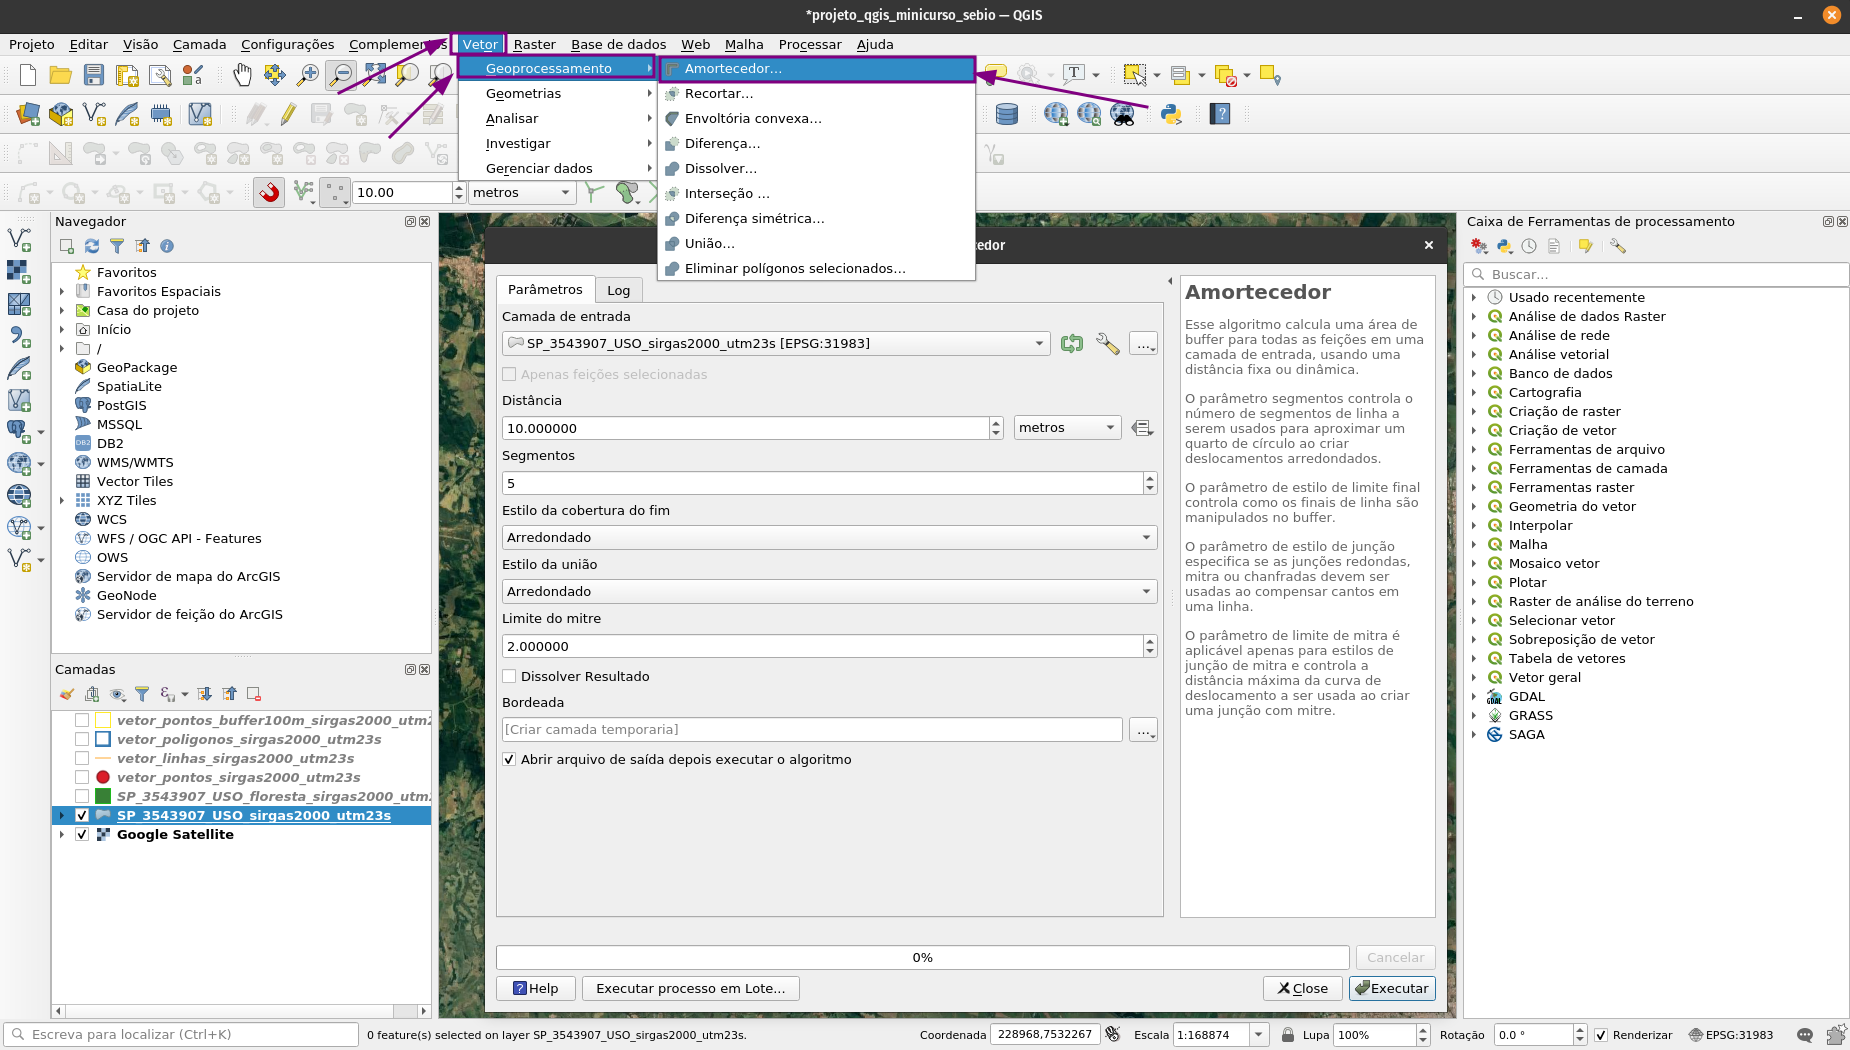 *projeto_qgis_minicurso_sebio — QGIS
Projeto Editar Visão Camada Configurações Complementos Vetor Raster Base de dados Web Malha Processar Ajuda
Geoprocessamento
Geometrias
Analisar
Investigar
Gerenciar dados
Amortecedor...
Recortar...
Envoltória convexa...
Diferença...
Dissolver...
Interseção ...
Diferença simétrica...
União...
Eliminar polígonos selecionados...
10.00 metros
Navegador
Favoritos
Favoritos Espaciais
Casa do projeto
Início
/
GeoPackage
SpatiaLite
PostGIS
MSSQL
DB2
WMS/WMTS
Vector Tiles
XYZ Tiles
WCS
WFS / OGC API - Features
OWS
Servidor de mapa do ArcGIS
GeoNode
Servidor de feição do ArcGIS
Camadas
vetor_pontos_buffer100m_sirgas2000_utm2
vetor_poligonos_sirgas2000_utm23s
vetor_linhas_sirgas2000_utm23s
vetor_pontos_sirgas2000_utm23s
SP_3543907_USO_floresta_sirgas2000_utm2
SP_3543907_USO_sirgas2000_utm23s
Google Satellite
cedor
Parâmetros Log
Camada de entrada
SP_3543907_USO_sirgas2000_utm23s [EPSG:31983]
...
Apenas feições selecionadas
Distância
10.000000 metros
Segmentos
5
Estilo da cobertura do fim
Arredondado
Estilo da união
Arredondado
Limite do mitre
2.000000
Dissolver Resultado
Bordeada
[Criar camada temporaria] ...
Abrir arquivo de saída depois executar o algoritmo
Amortecedor
Esse algoritmo calcula uma área de
buffer para todas as feições em uma
camada de entrada, usando uma
distância fixa ou dinâmica.
O parâmetro segmentos controla o
número de segmentos de linha a
serem usados para aproximar um
quarto de círculo ao criar
deslocamentos arredondados.
O parâmetro de estilo de limite final
controla como os finais de linha são
manipulados no buffer.
O parâmetro de estilo de junção
especifica se as junções redondas,
mitra ou chanfradas devem ser
usadas ao compensar cantos em
uma linha.
O parâmetro de limite de mitra é
aplicável apenas para estilos de
junção de mitra e controla a
distância máxima da curva de
deslocamento a ser usada ao criar
uma junção com mitre.
0% Cancelar
Help Executar processo em Lote... Close Executar
Caixa de Ferramentas de processamento
Buscar...
Usado recentemente
Análise de dados Raster
Análise de rede
Análise vetorial
Banco de dados
Cartografia
Criação de raster
Criação de vetor
Ferramentas de arquivo
Ferramentas de camada
Ferramentas raster
Geometria do vetor
Interpolar
Malha
Mosaico vetor
Plotar
Raster de análise do terreno
Selecionar vetor
Sobreposição de vetor
Tabela de vetores
Vetor geral
GDAL
GRASS
SAGA
Escreva para localizar (Ctrl+K) 0 feature(s) selected on layer SP_3543907_USO_sirgas2000_utm23s. Coordenada 228968,7532267 Escala 1:168874 Lupa 100% Rotação 0.0 ° Renderizar EPSG:31983